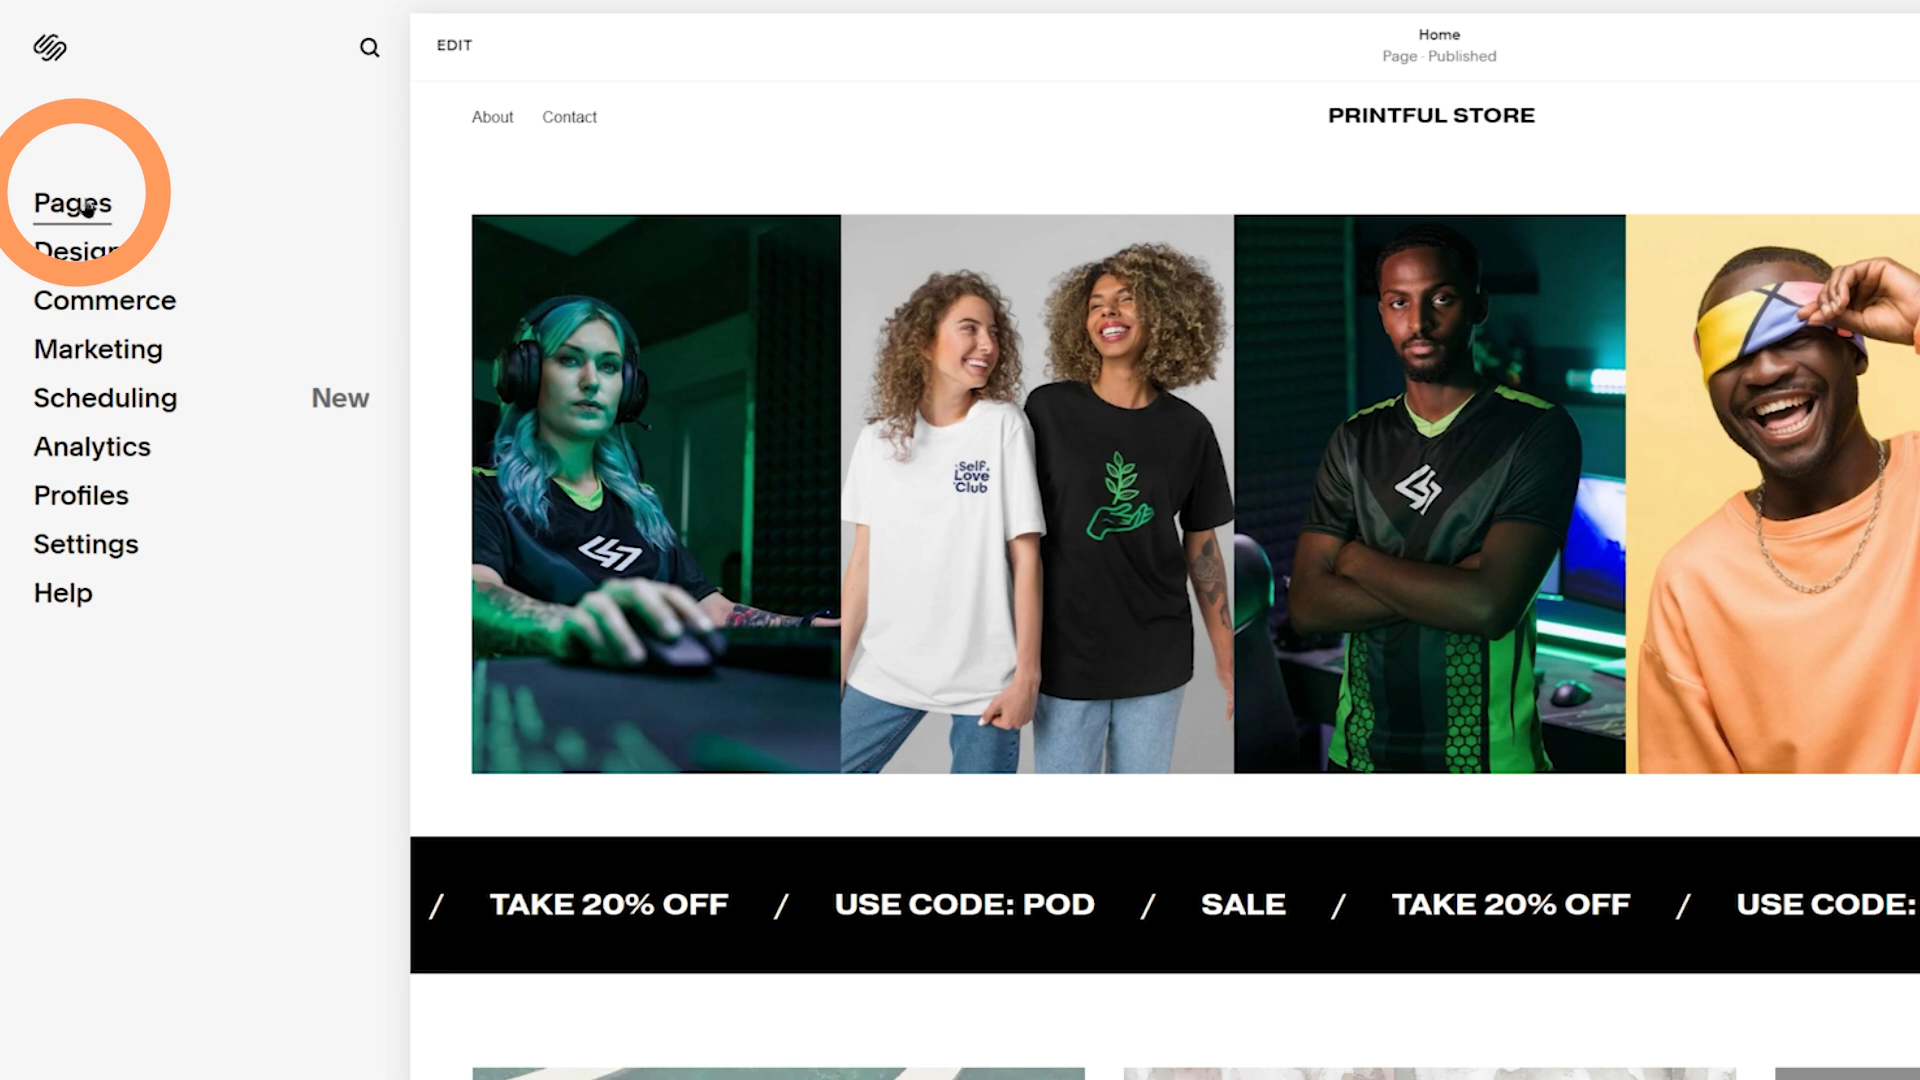 EDIT
Home
Page · Published
About Contact
PRINTFUL STORE
Pages
Design
Commerce
Marketing
Scheduling New
Analytics
Profiles
Settings
Help
Self
Love
Club
/ TAKE 20% OFF / USE CODE: POD / SALE / TAKE 20% OFF / USE CODE: